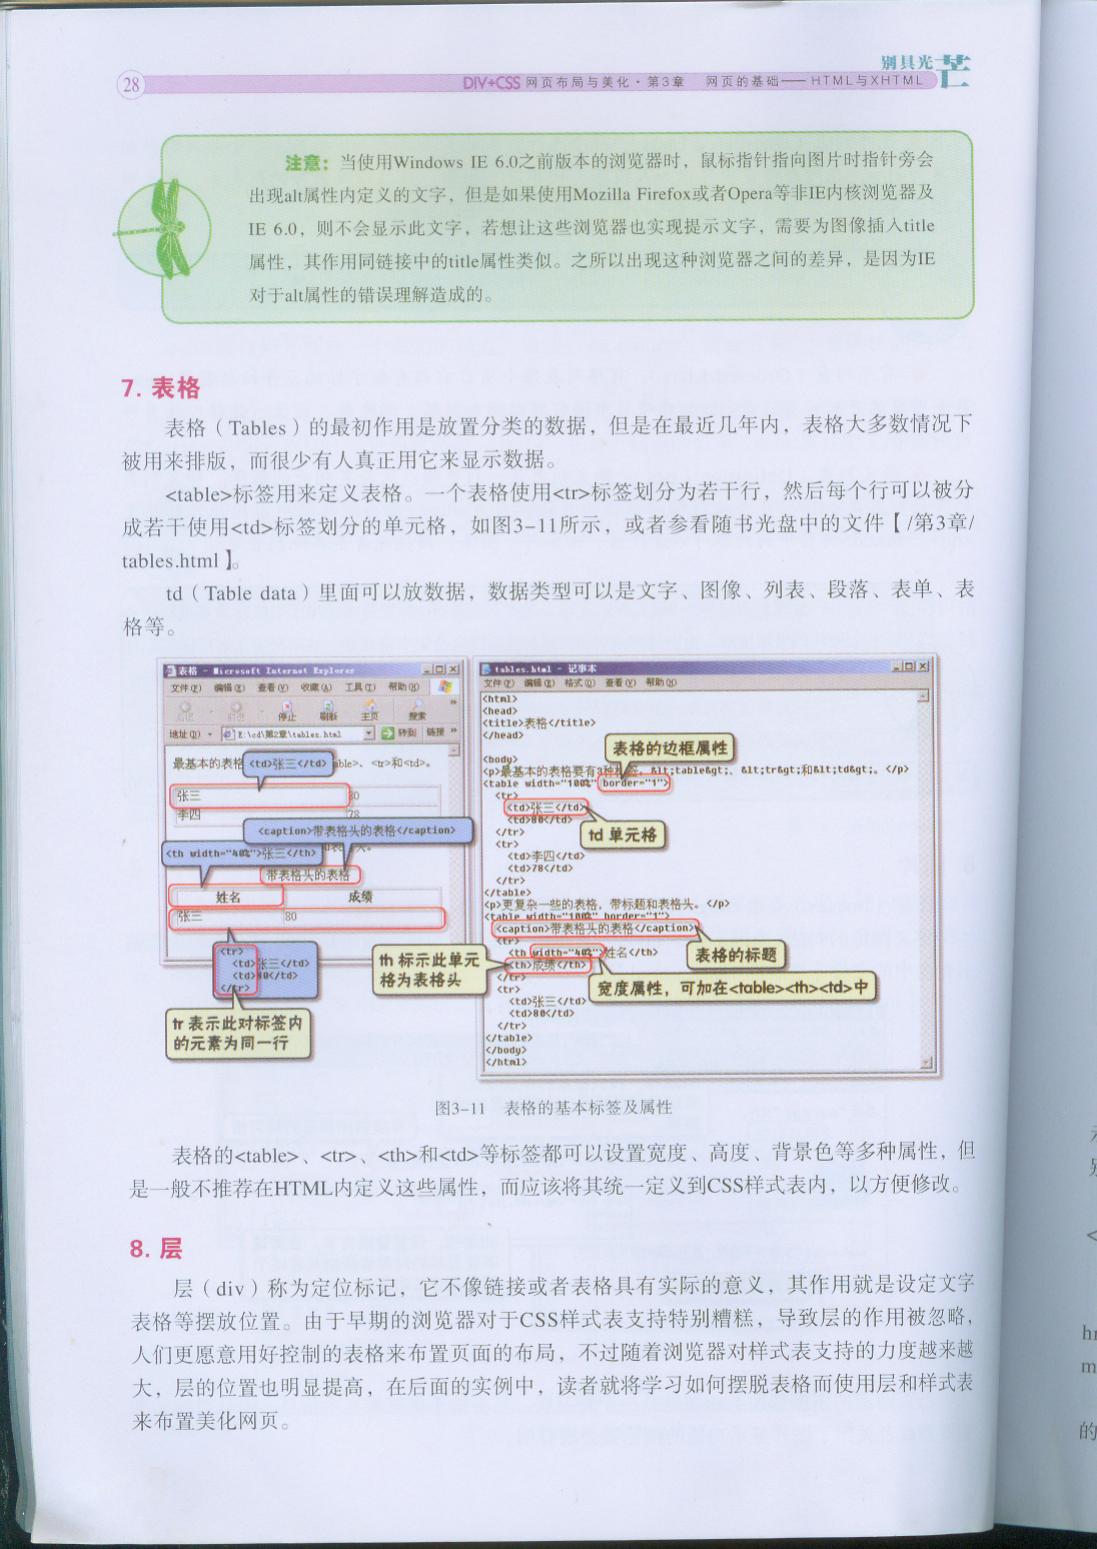 别具光芒
28
DIV+CSS 网页布局与美化·第3章 网页的基础——HTML与XHTML
注意：当使用Windows IE 6.0之前版本的浏览器时，鼠标指针指向图片时指针旁会
出现alt属性内定义的文字，但是如果使用Mozilla Firefox或者Opera等非IE内核浏览器及
IE 6.0，则不会显示此文字，若想让这些浏览器也实现提示文字，需要为图像插入title
属性，其作用同链接中的title属性类似。之所以出现这种浏览器之间的差异，是因为IE
对于alt属性的错误理解造成的。
7. 表格
表格（Tables）的最初作用是放置分类的数据，但是在最近几年内，表格大多数情况下
被用来排版，而很少有人真正用它来显示数据。
<table>标签用来定义表格。一个表格使用<tr>标签划分为若干行，然后每个行可以被分
成若干使用<td>标签划分的单元格，如图3-11所示，或者参看随书光盘中的文件【/第3章/
tables.html】。
td（Table data）里面可以放数据，数据类型可以是文字、图像、列表、段落、表单、表
格等。
表格 - Microsoft Internet Explorer
文件(F) 编辑(E) 查看(V) 收藏(A) 工具(T) 帮助(H)
停止 刷新 主页 搜索
地址(D) E:\cd\第2章\tables.html 转到 链接
最基本的表格 <td>张三</td> able>、<tr>和<td>。
张三 80
李四 78
<caption>带表格头的表格</caption>
<th width="40%">张三</th>
带表格头的表格
姓名 成绩
张三 80
<tr>
<td>张三</td>
<td>80</td>
</tr>
tr 表示此对标签内
的元素为同一行
tables.html - 记事本
文件(F) 编辑(E) 格式(O) 查看(V) 帮助(H)
<html>
<head>
<title>表格</title>
</head>
<body>
表格的边框属性
<p>最基本的表格要有3种标签，&lt;table&gt;、&lt;tr&gt;和&lt;td&gt;。</p>
<table width="100%" border="1">
<tr>
<td>张三</td>
<td>80</td>
td 单元格
</tr>
<tr>
<td>李四</td>
<td>78</td>
</tr>
</table>
<p>更复杂一些的表格，带标题和表格头。</p>
<table width="100%" border="1">
<caption>带表格头的表格</caption>
表格的标题
<tr>
<th width="40%">姓名</th>
<th>成绩</th>
th 标示此单元
格为表格头
宽度属性，可加在<table><th><td>中
</tr>
<tr>
<td>张三</td>
<td>80</td>
</tr>
</table>
</body>
</html>
图3-11 表格的基本标签及属性
表格的<table>、<tr>、<th>和<td>等标签都可以设置宽度、高度、背景色等多种属性，但
是一般不推荐在HTML内定义这些属性，而应该将其统一定义到CSS样式表内，以方便修改。
8. 层
层（div）称为定位标记，它不像链接或者表格具有实际的意义，其作用就是设定文字
表格等摆放位置。由于早期的浏览器对于CSS样式表支持特别糟糕，导致层的作用被忽略，
人们更愿意用好控制的表格来布置页面的布局，不过随着浏览器对样式表支持的力度越来越
大，层的位置也明显提高，在后面的实例中，读者就将学习如何摆脱表格而使用层和样式表
来布置美化网页。